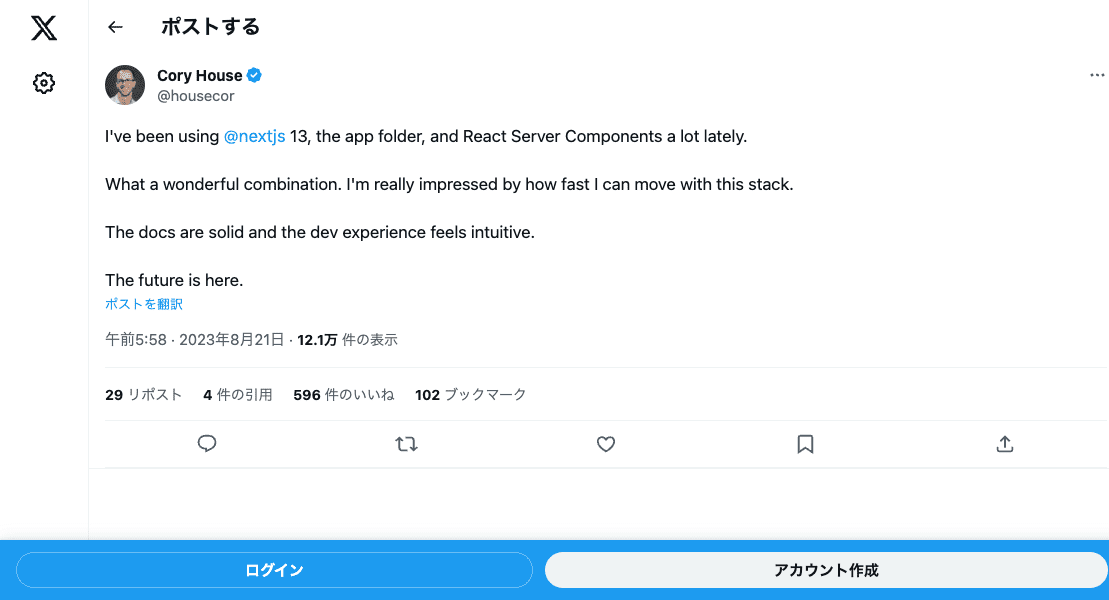 ポストする
Cory House
@housecor
I've been using @nextjs 13, the app folder, and React Server Components a lot lately.
What a wonderful combination. I'm really impressed by how fast I can move with this stack.
The docs are solid and the dev experience feels intuitive.
The future is here.
ポストを翻訳
午前5:58 · 2023年8月21日 · 12.1万 件の表示
29 リポスト 4 件の引用 596 件のいいね 102 ブックマーク
ログイン アカウント作成